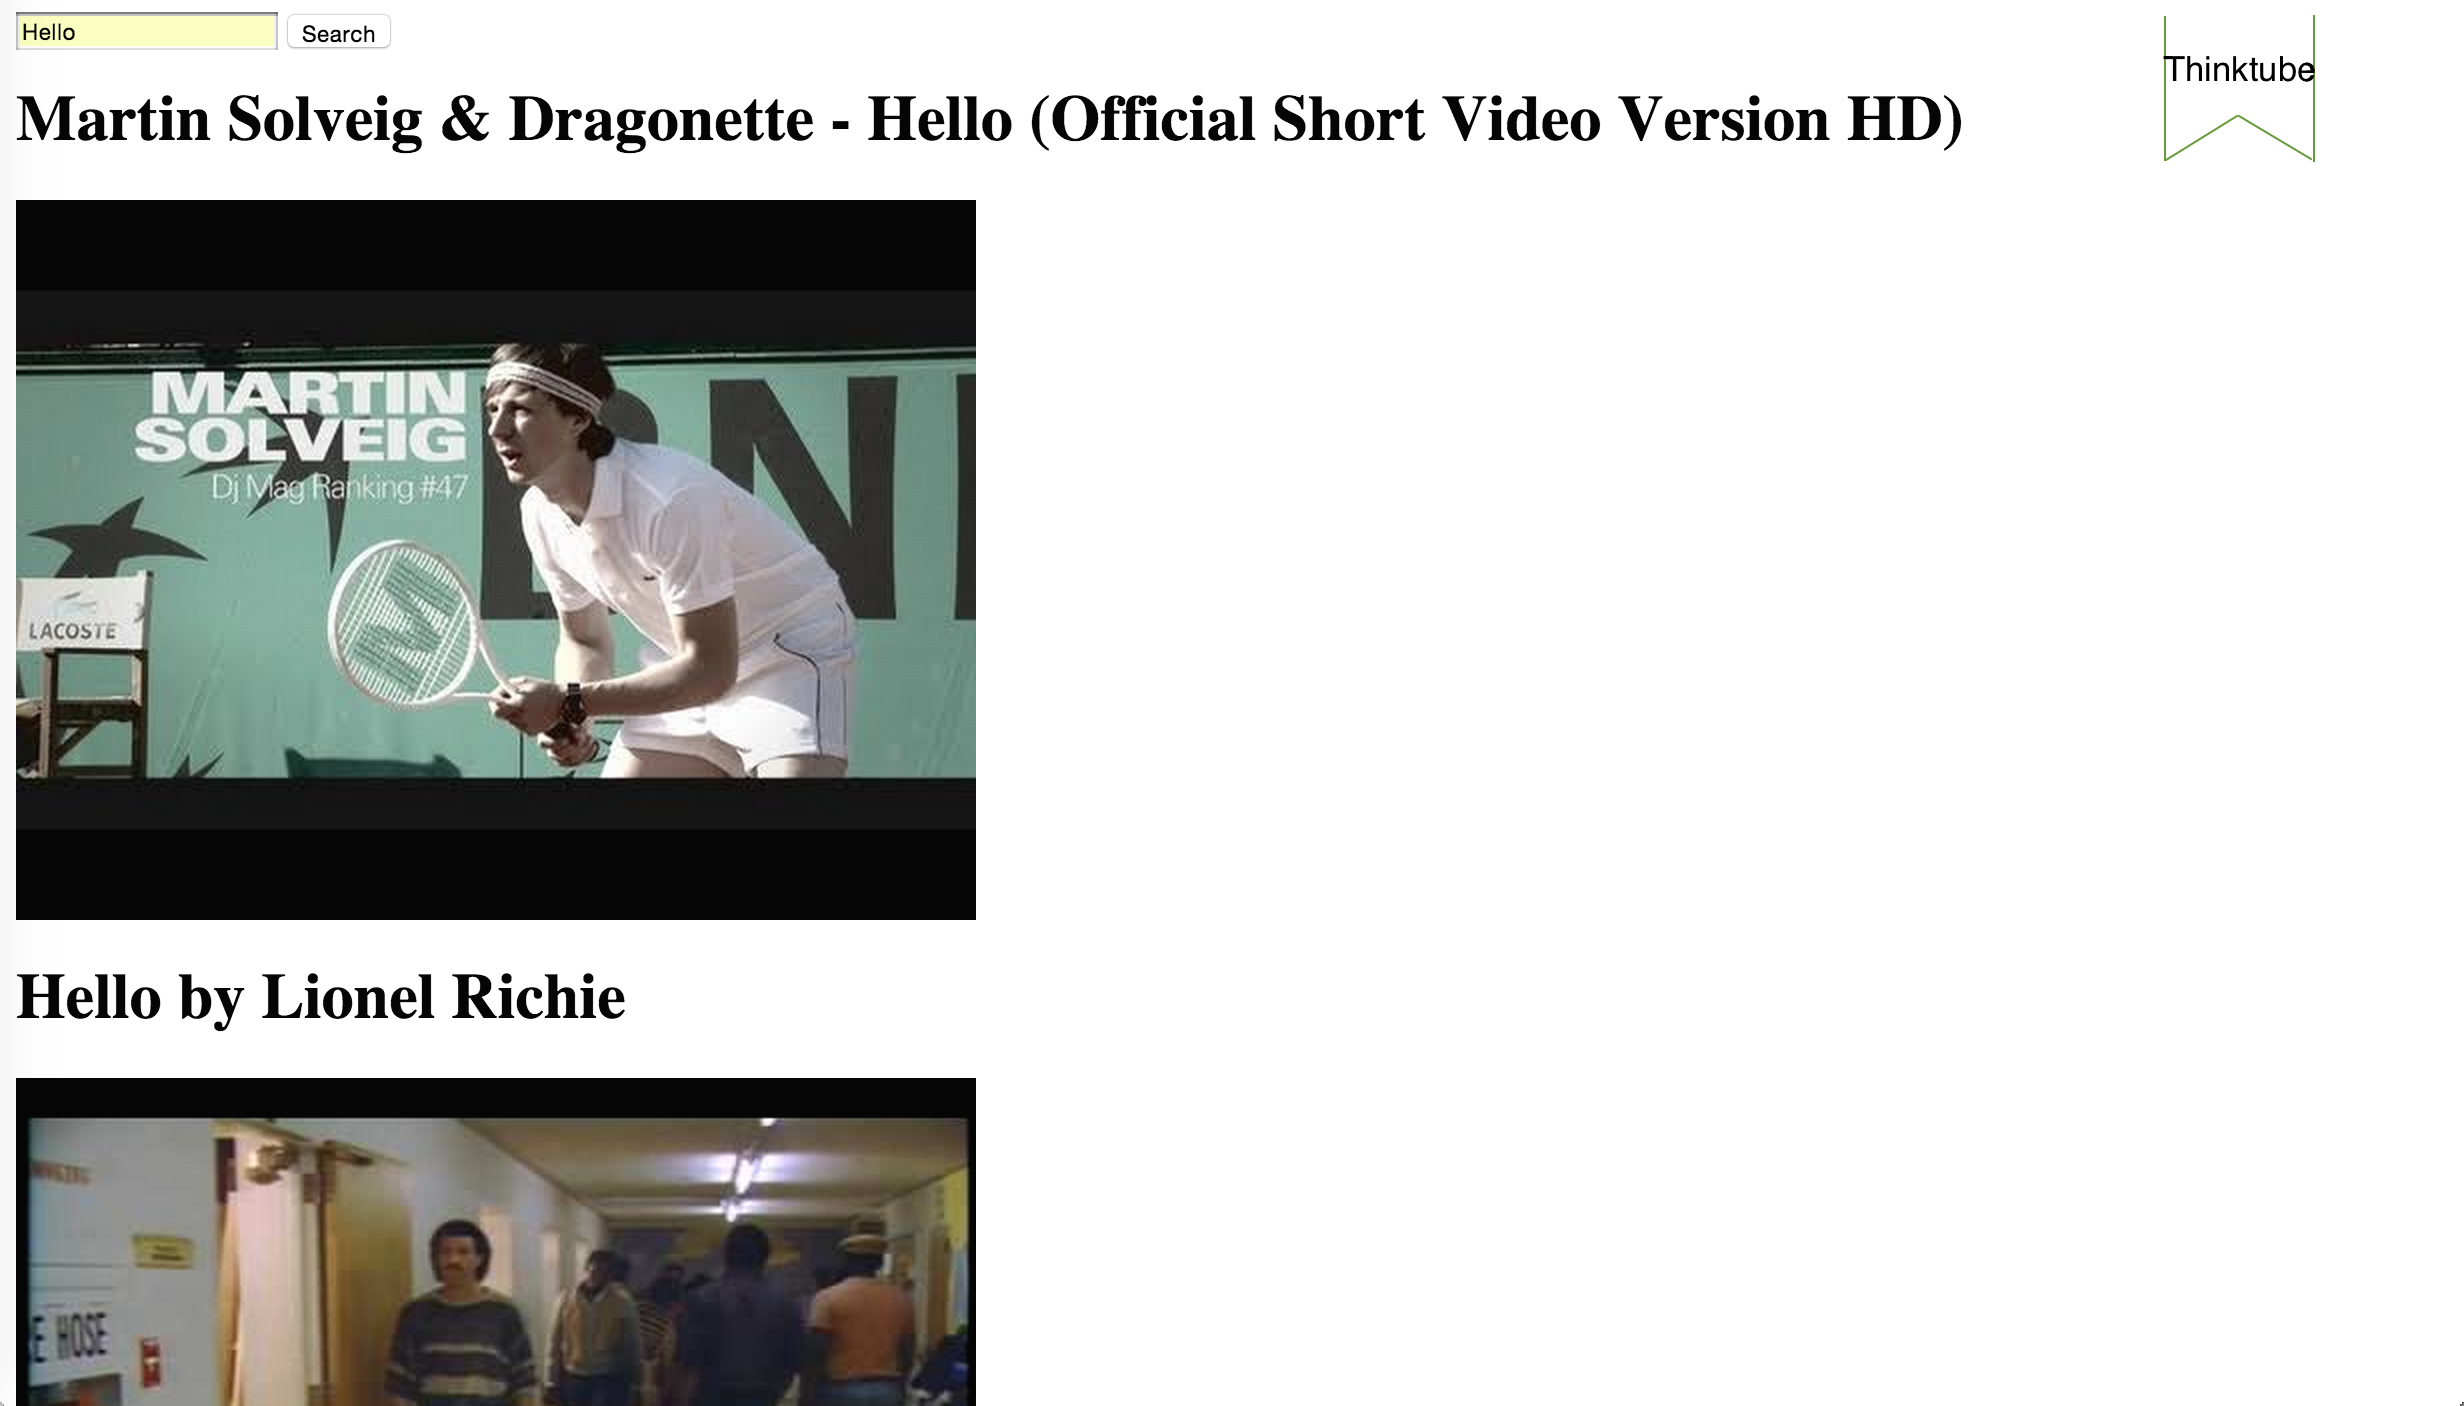 Hello
Search
Thinktube
Martin Solveig & Dragonette - Hello (Official Short Video Version HD)
MARTIN
SOLVEIG
Dj Mag Ranking #47
LACOSTE
Hello by Lionel Richie
HOSE